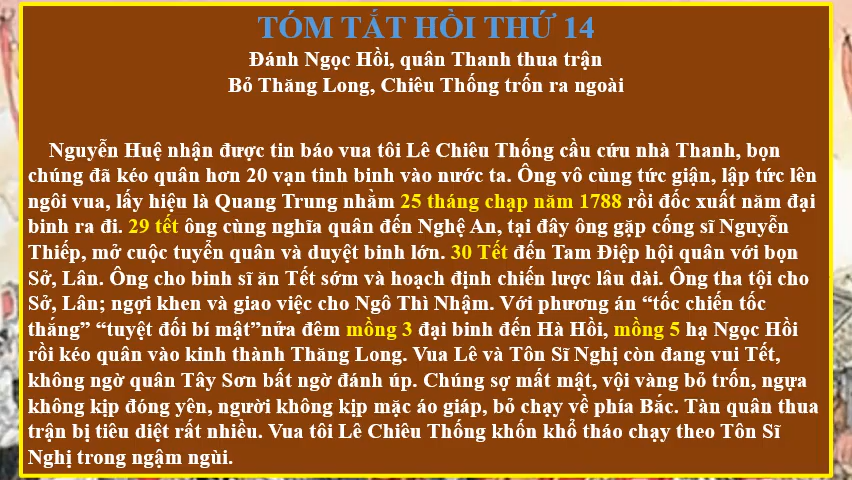 TÓM TẮT HỒI THỨ 14
Đánh Ngọc Hồi, quân Thanh thua trận
Bỏ Thăng Long, Chiêu Thống trốn ra ngoài
Nguyễn Huệ nhận được tin báo vua tôi Lê Chiêu Thống cầu cứu nhà Thanh, bọn
chúng đã kéo quân hơn 20 vạn tinh binh vào nước ta. Ông vô cùng tức giận, lập tức lên
ngôi vua, lấy hiệu là Quang Trung nhằm 25 tháng chạp năm 1788 rồi đốc xuất năm đại
binh ra đi. 29 tết ông cùng nghĩa quân đến Nghệ An, tại đây ông gặp cống sĩ Nguyễn
Thiếp, mở cuộc tuyển quân và duyệt binh lớn. 30 Tết đến Tam Điệp hội quân với bọn
Sở, Lân. Ông cho binh sĩ ăn Tết sớm và hoạch định chiến lược lâu dài. Ông tha tội cho
Sở, Lân; ngợi khen và giao việc cho Ngô Thì Nhậm. Với phương án “tốc chiến tốc
thắng” “tuyệt đối bí mật”nửa đêm mồng 3 đại binh đến Hà Hồi, mồng 5 hạ Ngọc Hồi
rồi kéo quân vào kinh thành Thăng Long. Vua Lê và Tôn Sĩ Nghị còn đang vui Tết,
không ngờ quân Tây Sơn bất ngờ đánh úp. Chúng sợ mất mật, vội vàng bỏ trốn, ngựa
không kịp đóng yên, người không kịp mặc áo giáp, bỏ chạy về phía Bắc. Tàn quân thua
trận bị tiêu diệt rất nhiều. Vua tôi Lê Chiêu Thống khốn khổ tháo chạy theo Tôn Sĩ
Nghị trong ngậm ngùi.